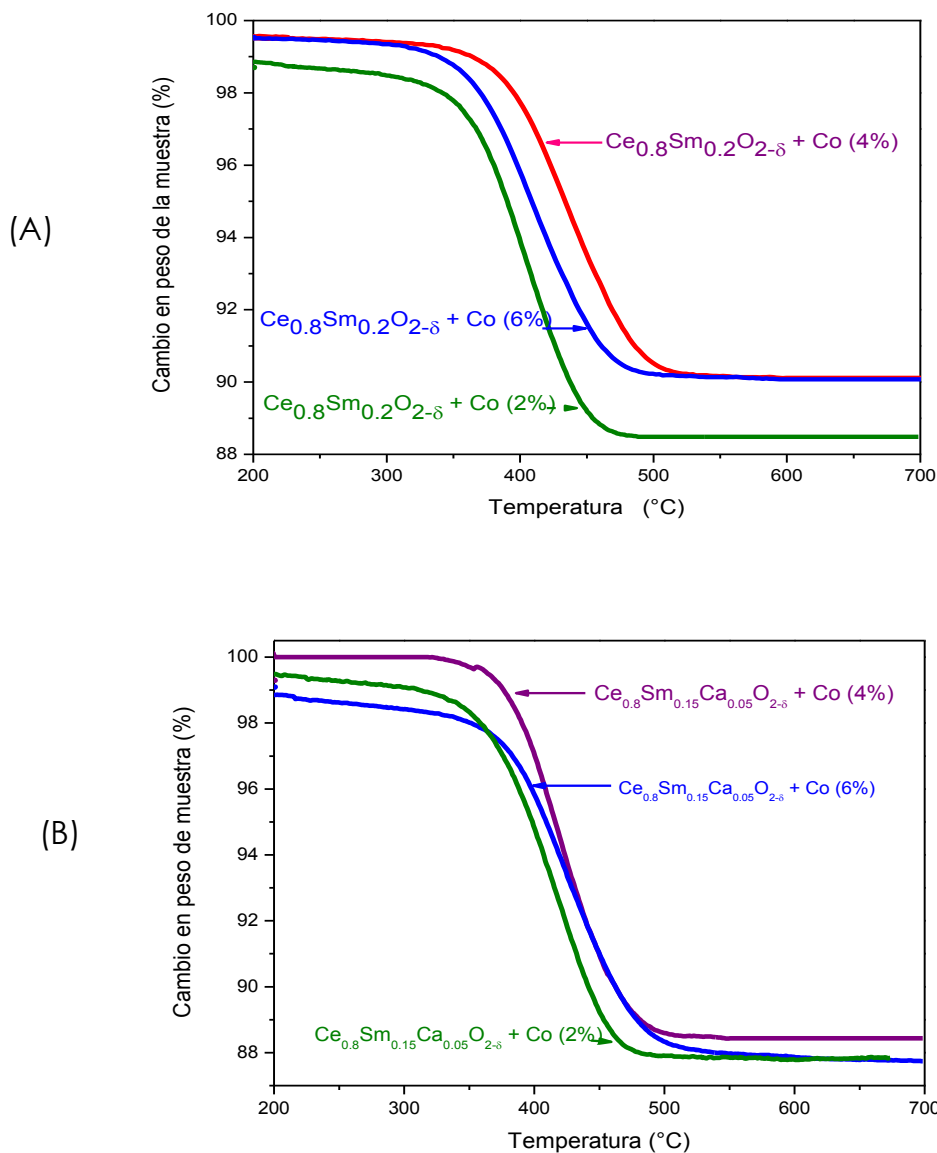 100
98
96
94
92
90
88
Cambio en peso de la muestra (%)
(A)
Ce0.8Sm0.2O2-δ + Co (4%)
Ce0.8Sm0.2O2-δ + Co (6%)
Ce0.8Sm0.2O2-δ + Co (2%)
200 300 400 500 600 700
Temperatura (°C)
100
98
96
94
92
90
88
Cambio en peso de muestra (%)
(B)
Ce0.8Sm0.15Ca0.05O2-δ + Co (4%)
Ce0.8Sm0.15Ca0.05O2-δ + Co (6%)
Ce0.8Sm0.15Ca0.05O2-δ + Co (2%)
200 300 400 500 600 700
Temperatura (°C)